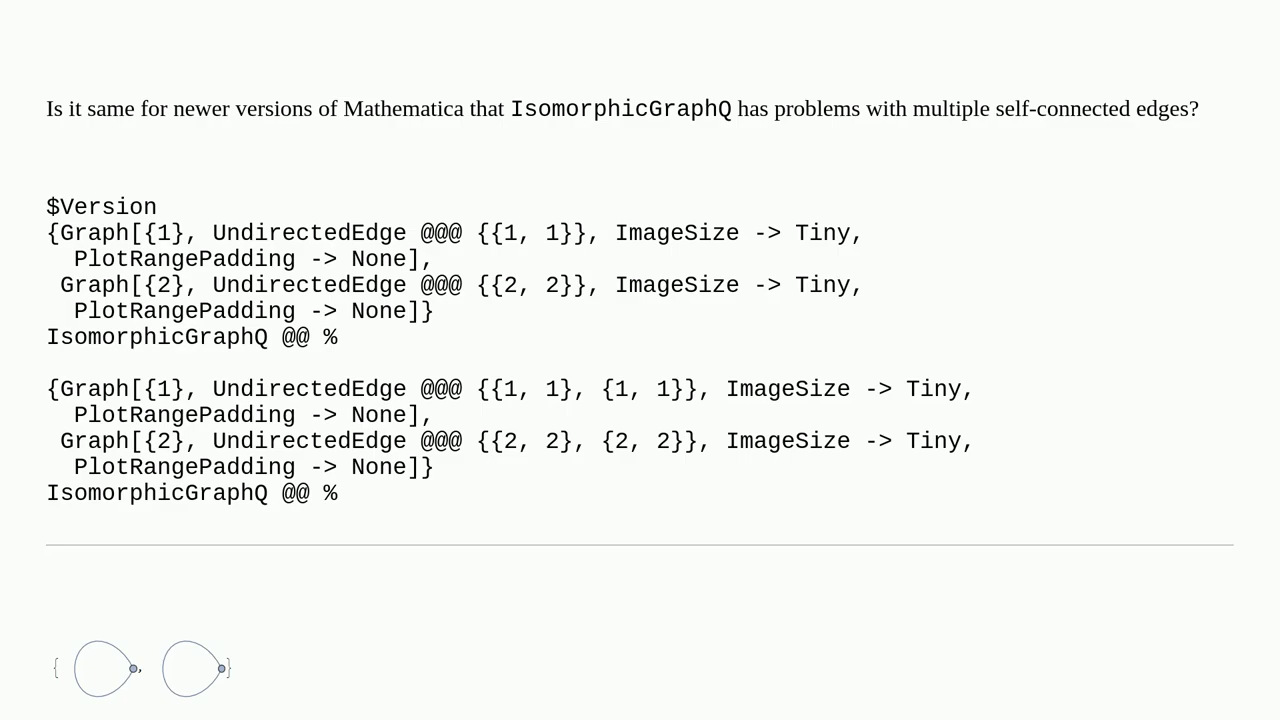 Is it same for newer versions of Mathematica that IsomorphicGraphQ has problems with multiple self-connected edges?
$Version
{Graph[{1}, UndirectedEdge @@@ {{1, 1}}, ImageSize -> Tiny,
  PlotRangePadding -> None],
 Graph[{2}, UndirectedEdge @@@ {{2, 2}}, ImageSize -> Tiny,
  PlotRangePadding -> None]}
IsomorphicGraphQ @@ %
{Graph[{1}, UndirectedEdge @@@ {{1, 1}, {1, 1}}, ImageSize -> Tiny,
  PlotRangePadding -> None],
 Graph[{2}, UndirectedEdge @@@ {{2, 2}, {2, 2}}, ImageSize -> Tiny,
  PlotRangePadding -> None]}
IsomorphicGraphQ @@ %
{ , }